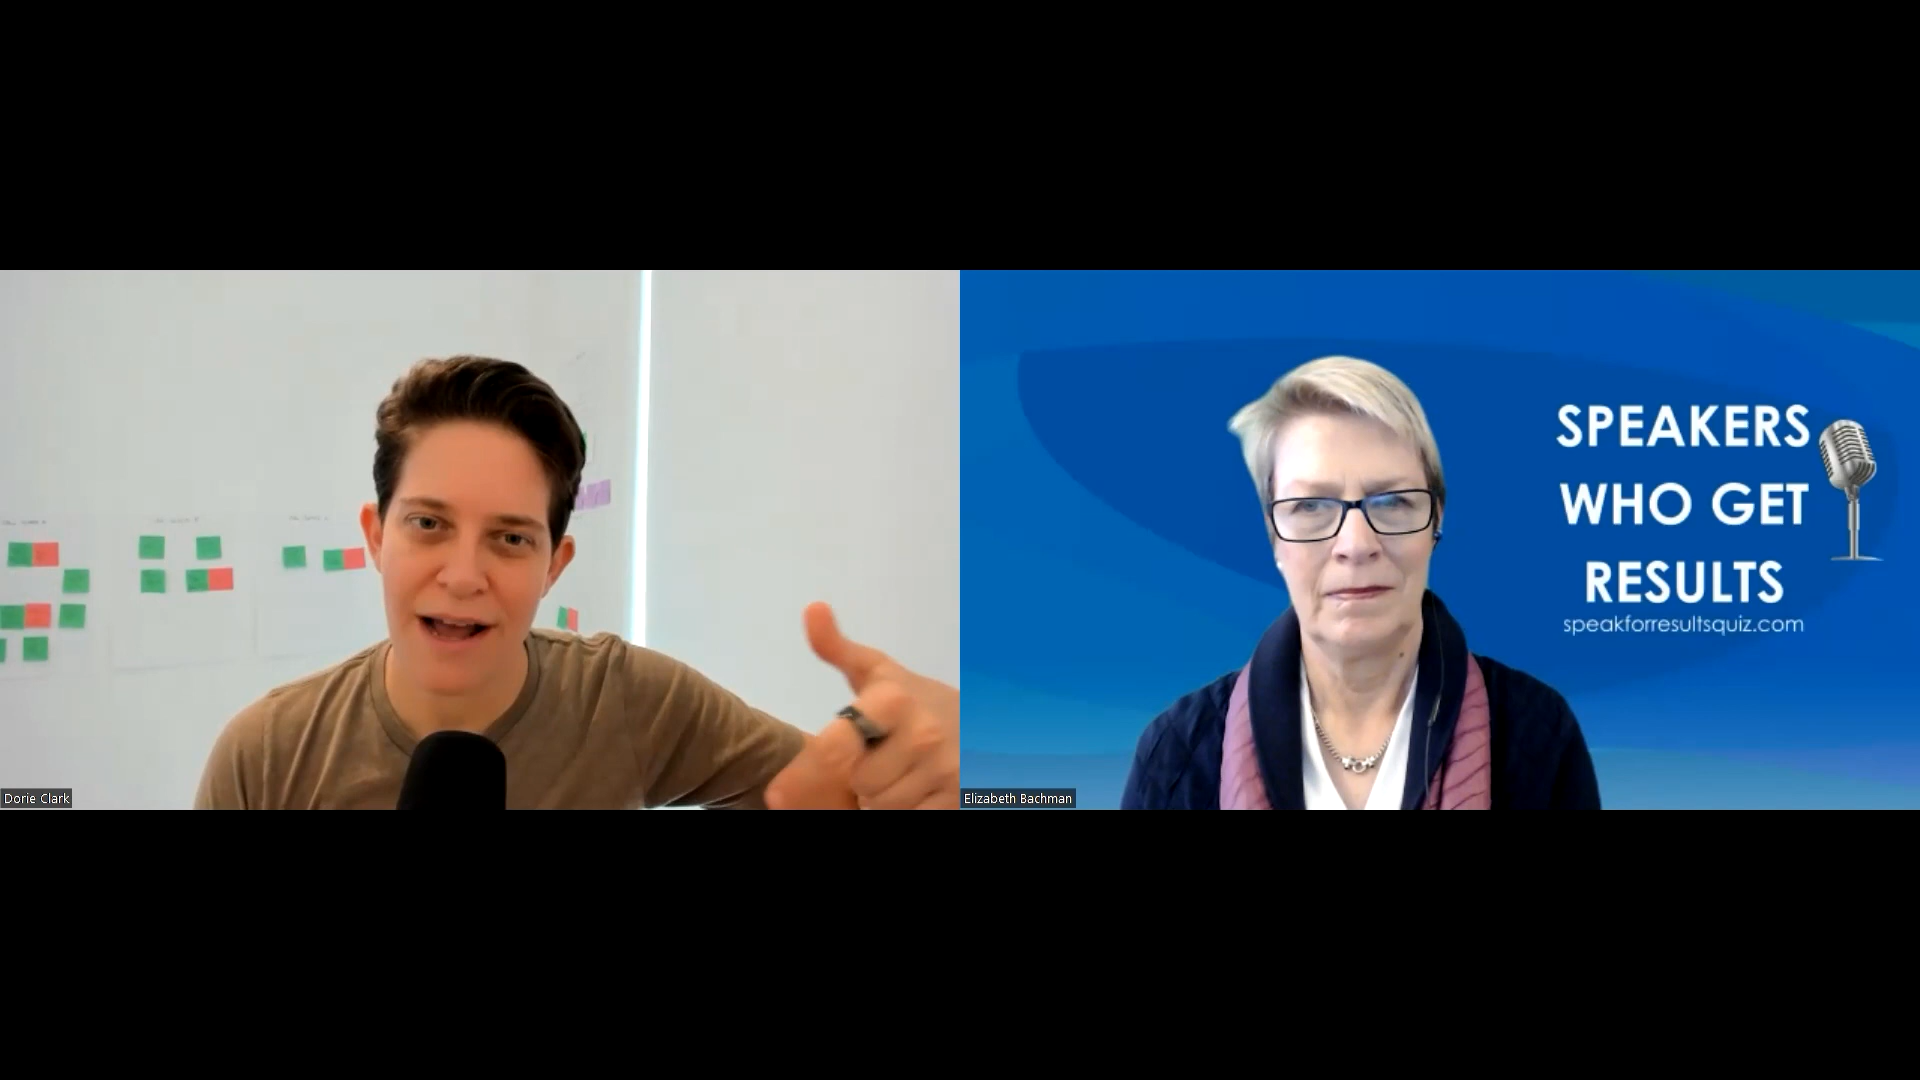 SPEAKERS
WHO GET
RESULTS
speakforresultsquiz.com
Dorie Clark
Elizabeth Bachman